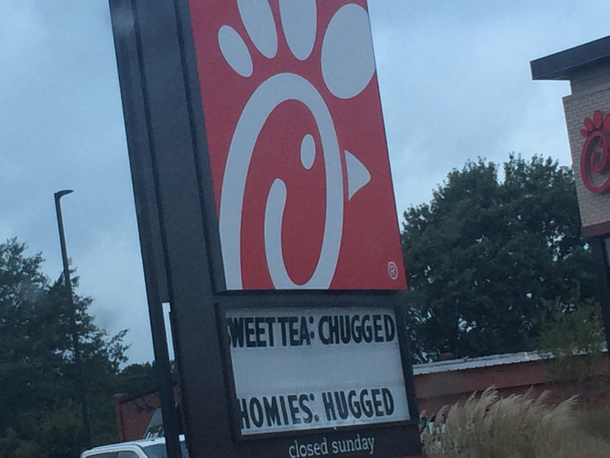 SWEET TEA: CHUGGED
HOMIES: HUGGED
closed sunday